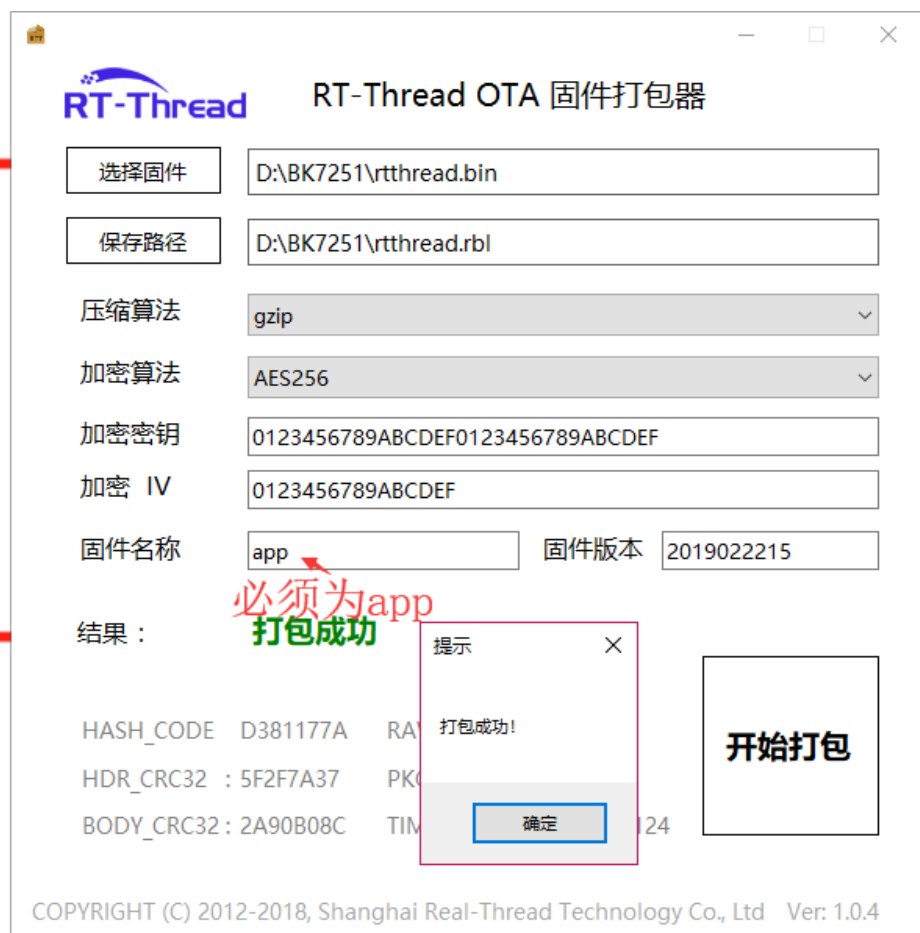 RT-Thread
RT-Thread OTA 固件打包器
选择固件 D:\BK7251\rtthread.bin
保存路径 D:\BK7251\rtthread.rbl
压缩算法 gzip
加密算法 AES256
加密密钥 0123456789ABCDEF0123456789ABCDEF
加密 IV 0123456789ABCDEF
固件名称 app 固件版本 2019022215
必须为app
结果： 打包成功
提示
打包成功!
确定
开始打包
HASH_CODE D381177A
HDR_CRC32 : 5F2F7A37
BODY_CRC32 : 2A90B08C 124
COPYRIGHT (C) 2012-2018, Shanghai Real-Thread Technology Co., Ltd Ver: 1.0.4